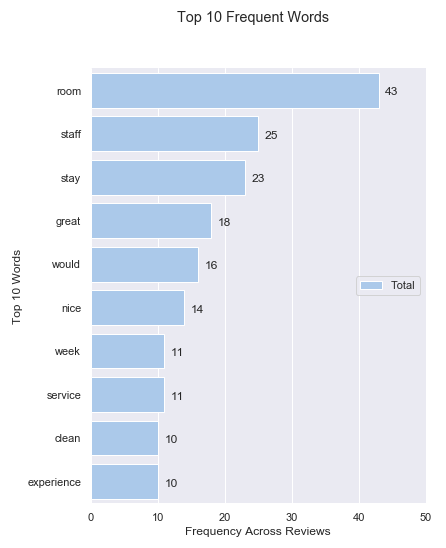 Top 10 Frequent Words
room 43
staff 25
stay 23
great 18
would 16
nice 14
Total
week 11
service 11
clean 10
experience 10
Top 10 Words
0 10 20 30 40 50
Frequency Across Reviews